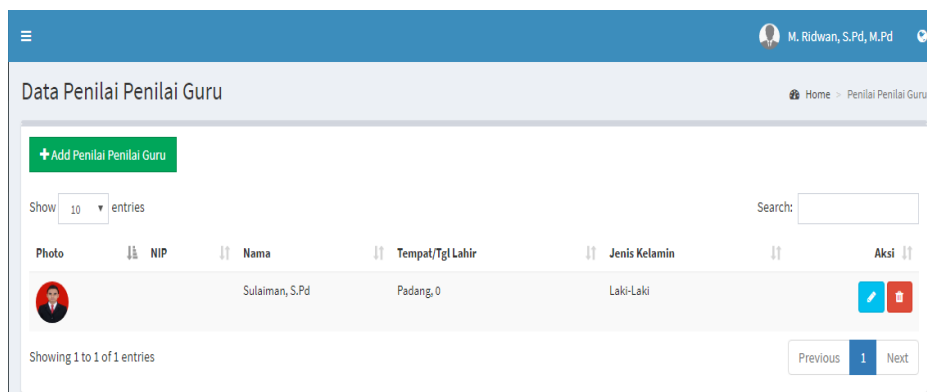 M. Ridwan, S.Pd, M.Pd
Data Penilai Penilai Guru
Home > Penilai Penilai Guru
+Add Penilai Penilai Guru
Show 10 entries Search:
Photo NIP Nama Tempat/Tgl Lahir Jenis Kelamin Aksi
Sulaiman, S.Pd Padang, 0 Laki-Laki
Showing 1 to 1 of 1 entries Previous 1 Next